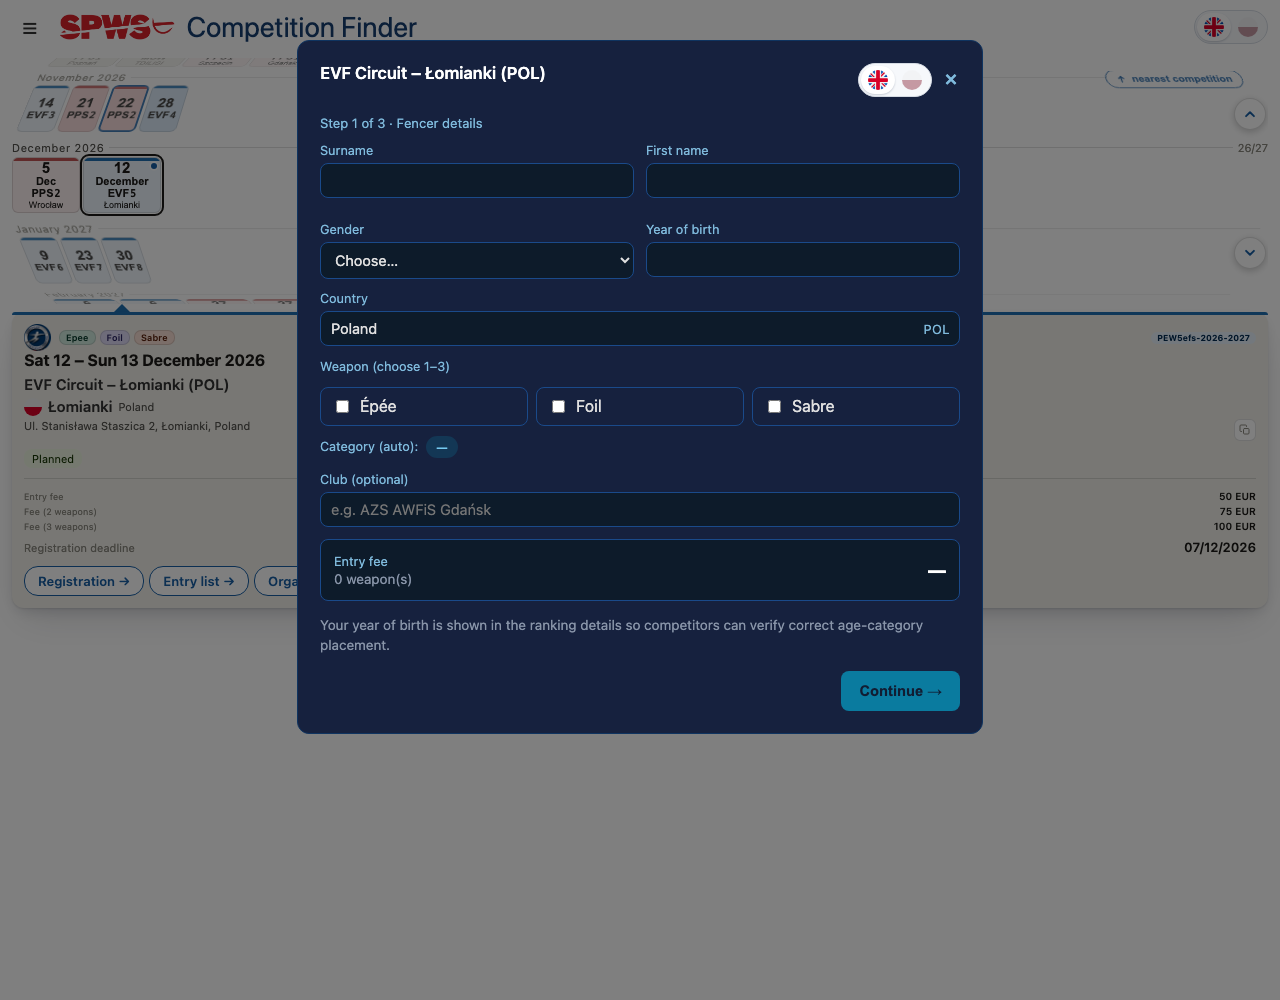 SPWS Competition Finder
November 2026
nearest competition
14 EVF3
21 PPS2
22 PPS2
28 EVF4
December 2026
26/27
5 Dec PPS2 Wrocław
12 December EVF5 Łomianki
January 2027
9 EVF6
23 EVF7
30 EVF8
Epee Foil Sabre
PEW5efs-2026-2027
Sat 12 – Sun 13 December 2026
EVF Circuit – Łomianki (POL)
Łomianki Poland
Ul. Stanisława Staszica 2, Łomianki, Poland
Planned
Entry fee 50 EUR
Fee (2 weapons) 75 EUR
Fee (3 weapons) 100 EUR
Registration deadline 07/12/2026
Registration → Entry list → Orga
EVF Circuit – Łomianki (POL)
×
Step 1 of 3 · Fencer details
Surname First name
Gender Year of birth
Choose...
Country
Poland POL
Weapon (choose 1–3)
Épée Foil Sabre
Category (auto): —
Club (optional)
e.g. AZS AWFiS Gdańsk
Entry fee
0 weapon(s) —
Your year of birth is shown in the ranking details so competitors can verify correct age-category
placement.
Continue →